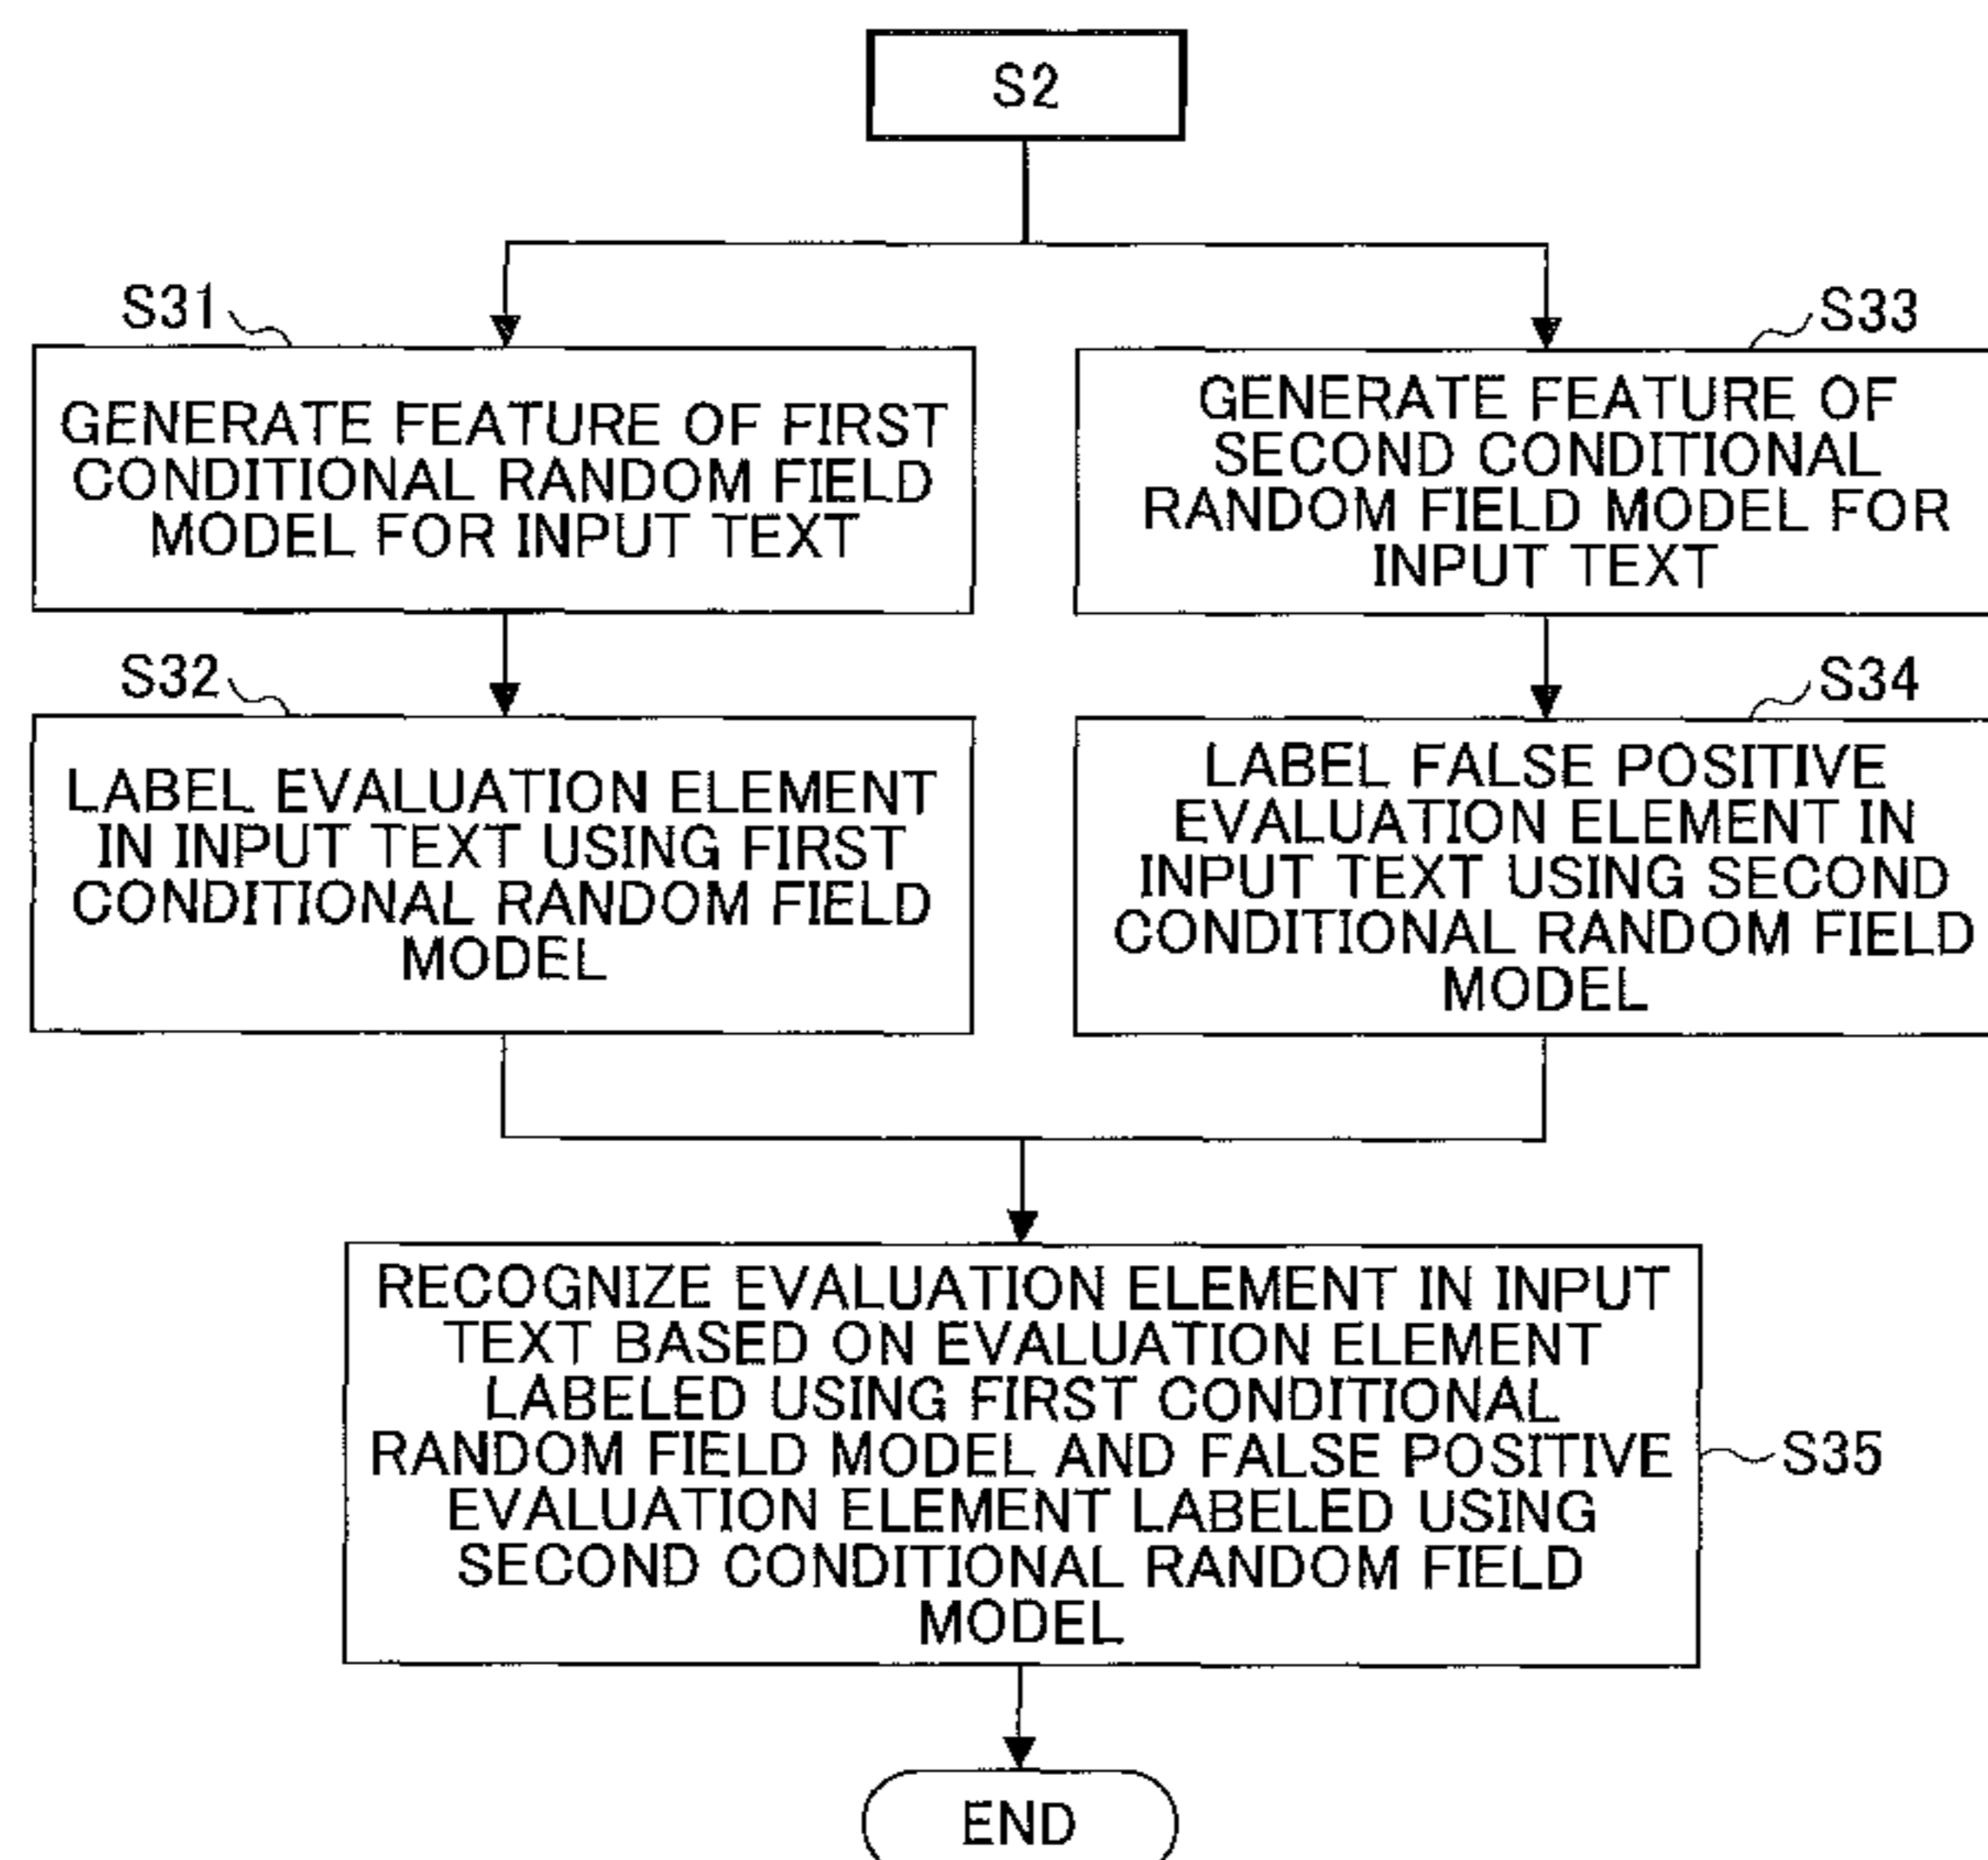 S2
S31
GENERATE FEATURE OF FIRST
CONDITIONAL RANDOM FIELD
MODEL FOR INPUT TEXT
S33
GENERATE FEATURE OF
SECOND CONDITIONAL
RANDOM FIELD MODEL FOR
INPUT TEXT
S32
LABEL EVALUATION ELEMENT
IN INPUT TEXT USING FIRST
CONDITIONAL RANDOM FIELD
MODEL
S34
LABEL FALSE POSITIVE
EVALUATION ELEMENT IN
INPUT TEXT USING SECOND
CONDITIONAL RANDOM FIELD
MODEL
RECOGNIZE EVALUATION ELEMENT IN INPUT
TEXT BASED ON EVALUATION ELEMENT
LABELED USING FIRST CONDITIONAL
RANDOM FIELD MODEL AND FALSE POSITIVE
EVALUATION ELEMENT LABELED USING
SECOND CONDITIONAL RANDOM FIELD
MODEL
S35
END